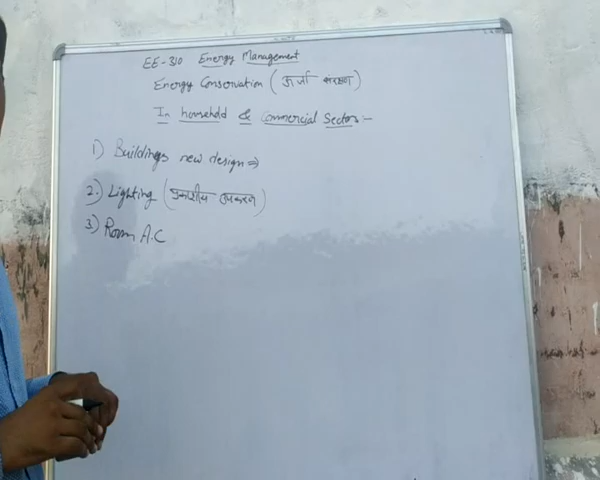 EE-310 Energy Management
Energy Conservation (ऊर्जा संरक्षण)
In household & Commercial Sectors:-
1) Buildings new design ⇒
2.) Lighting (प्रकाशीय उपकरण)
3) Room A.C